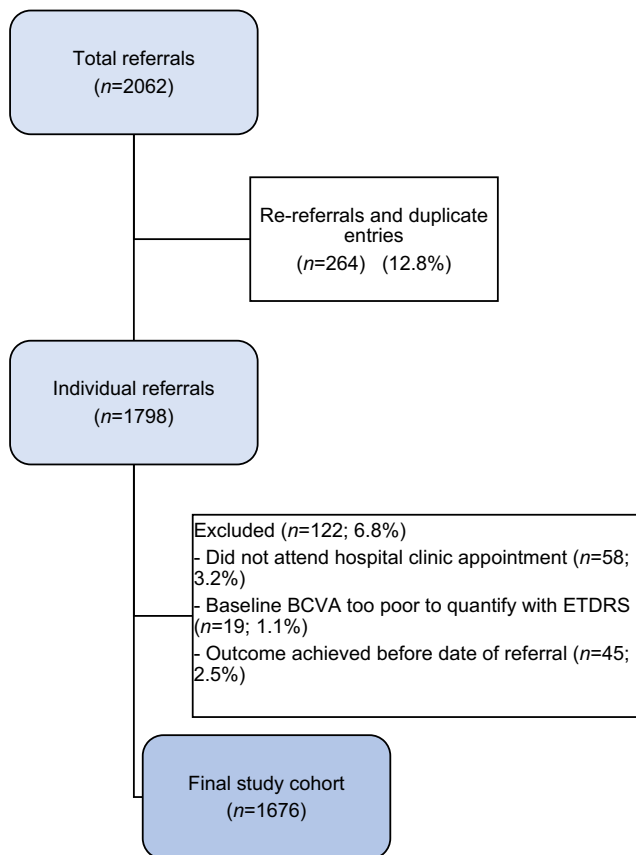 Total referrals
(n=2062)
Re-referrals and duplicate
entries
(n=264) (12.8%)
Individual referrals
(n=1798)
Excluded (n=122; 6.8%)
- Did not attend hospital clinic appointment (n=58;
3.2%)
- Baseline BCVA too poor to quantify with ETDRS
(n=19; 1.1%)
- Outcome achieved before date of referral (n=45;
2.5%)
Final study cohort
(n=1676)